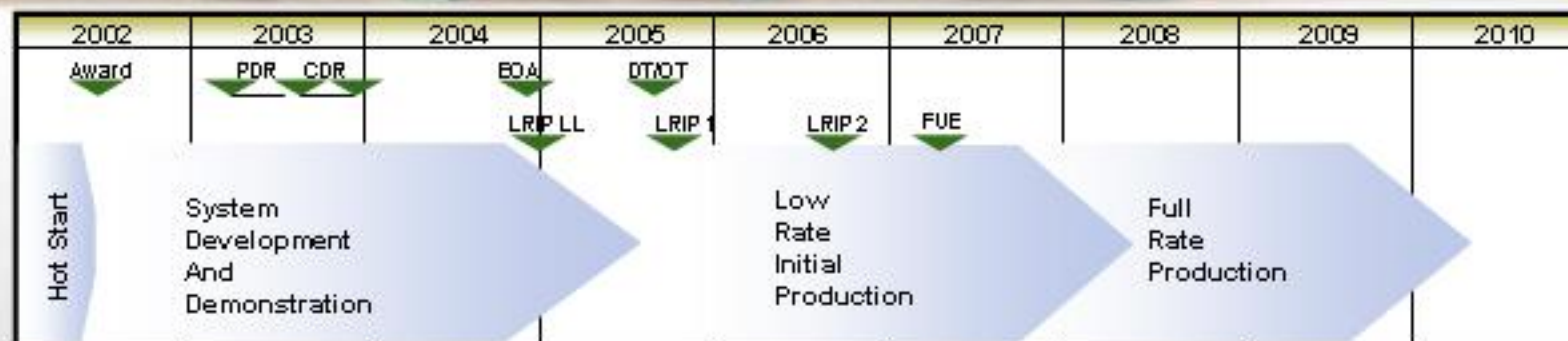 2002 2003 2004 2005 2006 2007 2008 2009 2010
Award PDR CDR EOA DT/OT
LRIP LL LRIP 1 LRIP 2 FUE
Hot Start
System
Development
And
Demonstration
Low
Rate
Initial
Production
Full
Rate
Production